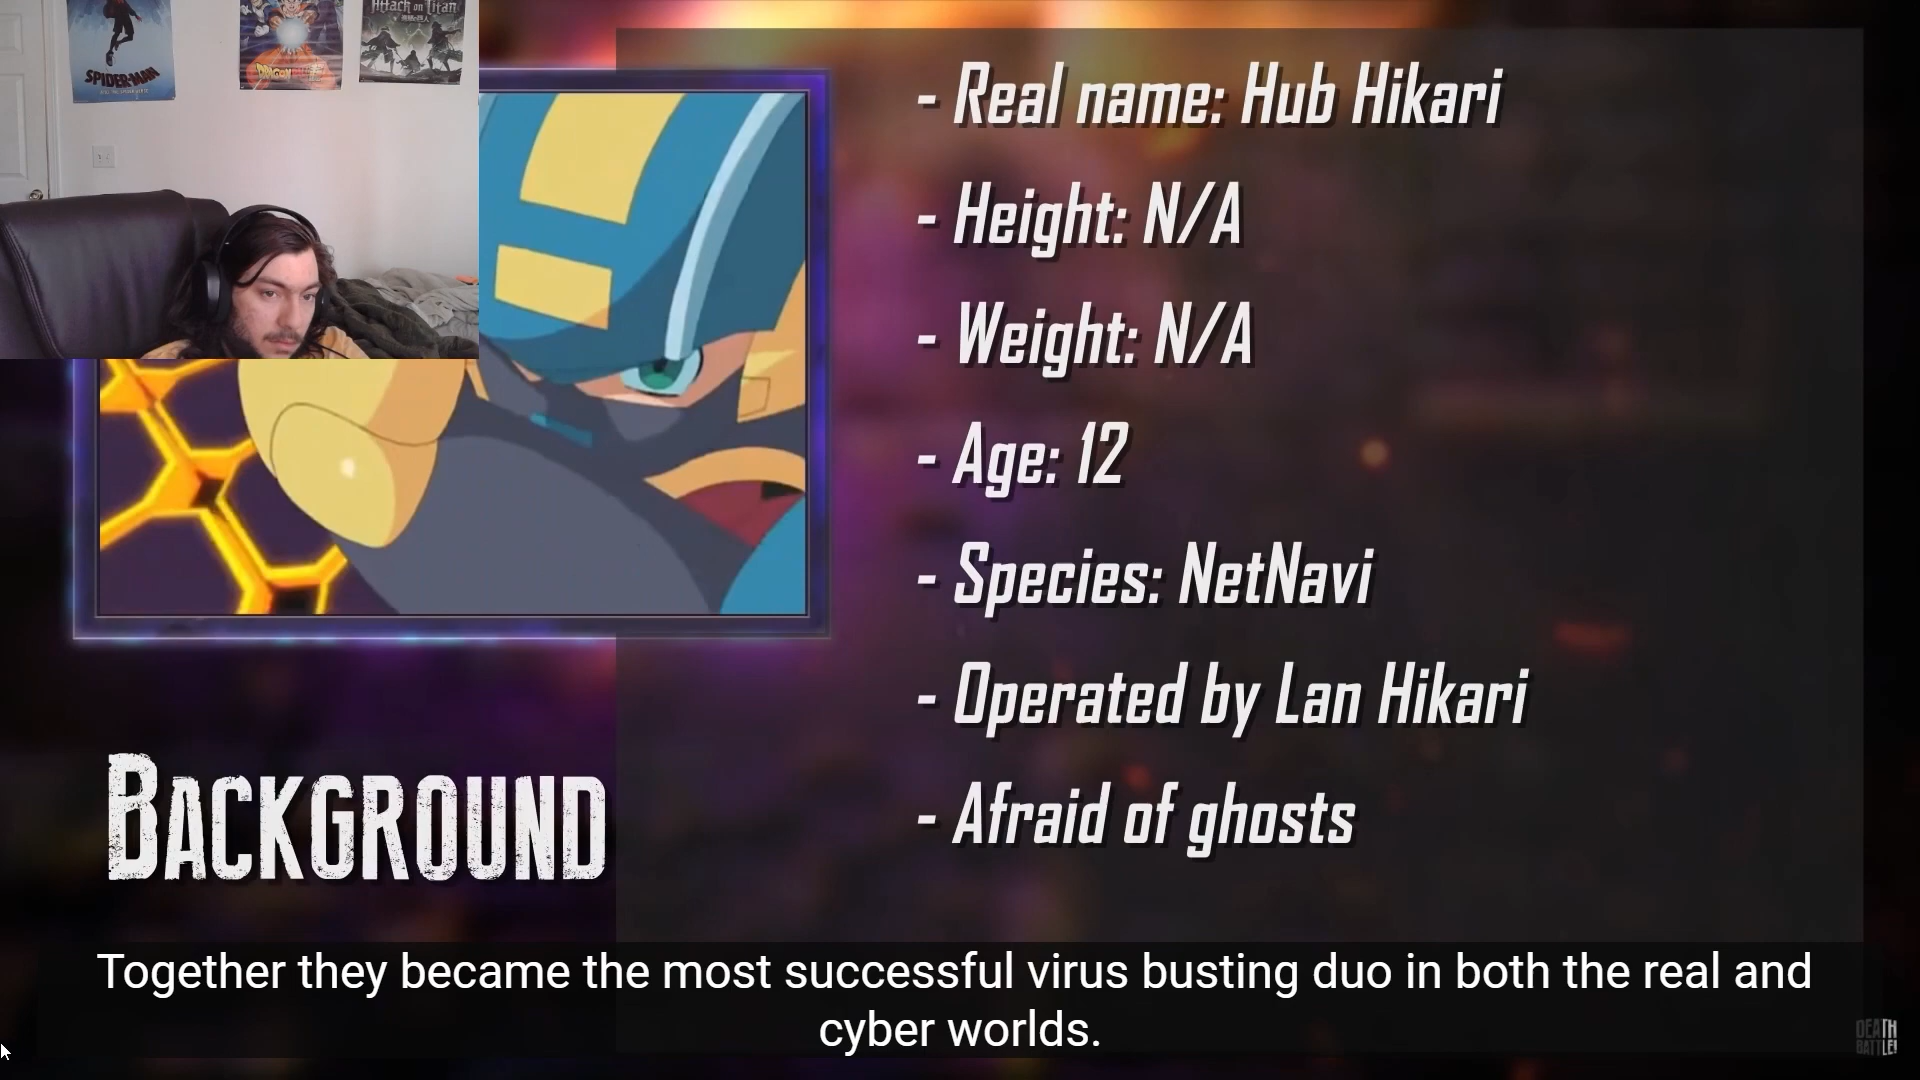 Attack on Titan
SPIDER-MAN
DRAGONBALL
- Real name: Hub Hikari
- Height: N/A
- Weight: N/A
- Age: 12
- Species: NetNavi
- Operated by Lan Hikari
- Afraid of ghosts
BACKGROUND
Together they became the most successful virus busting duo in both the real and
cyber worlds.
DEATH
BATTLE!